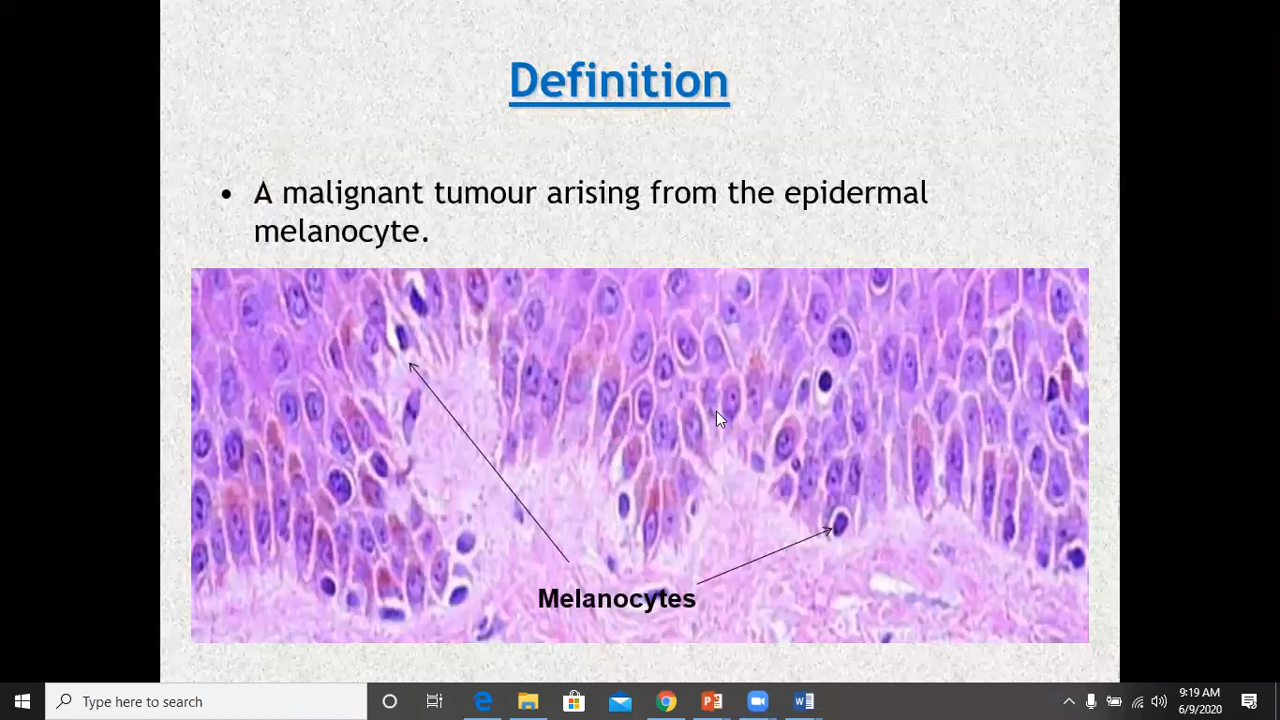 Definition
• A malignant tumour arising from the epidermal
melanocyte.
Melanocytes
Type here to search
9:19 AM
6/9/2020